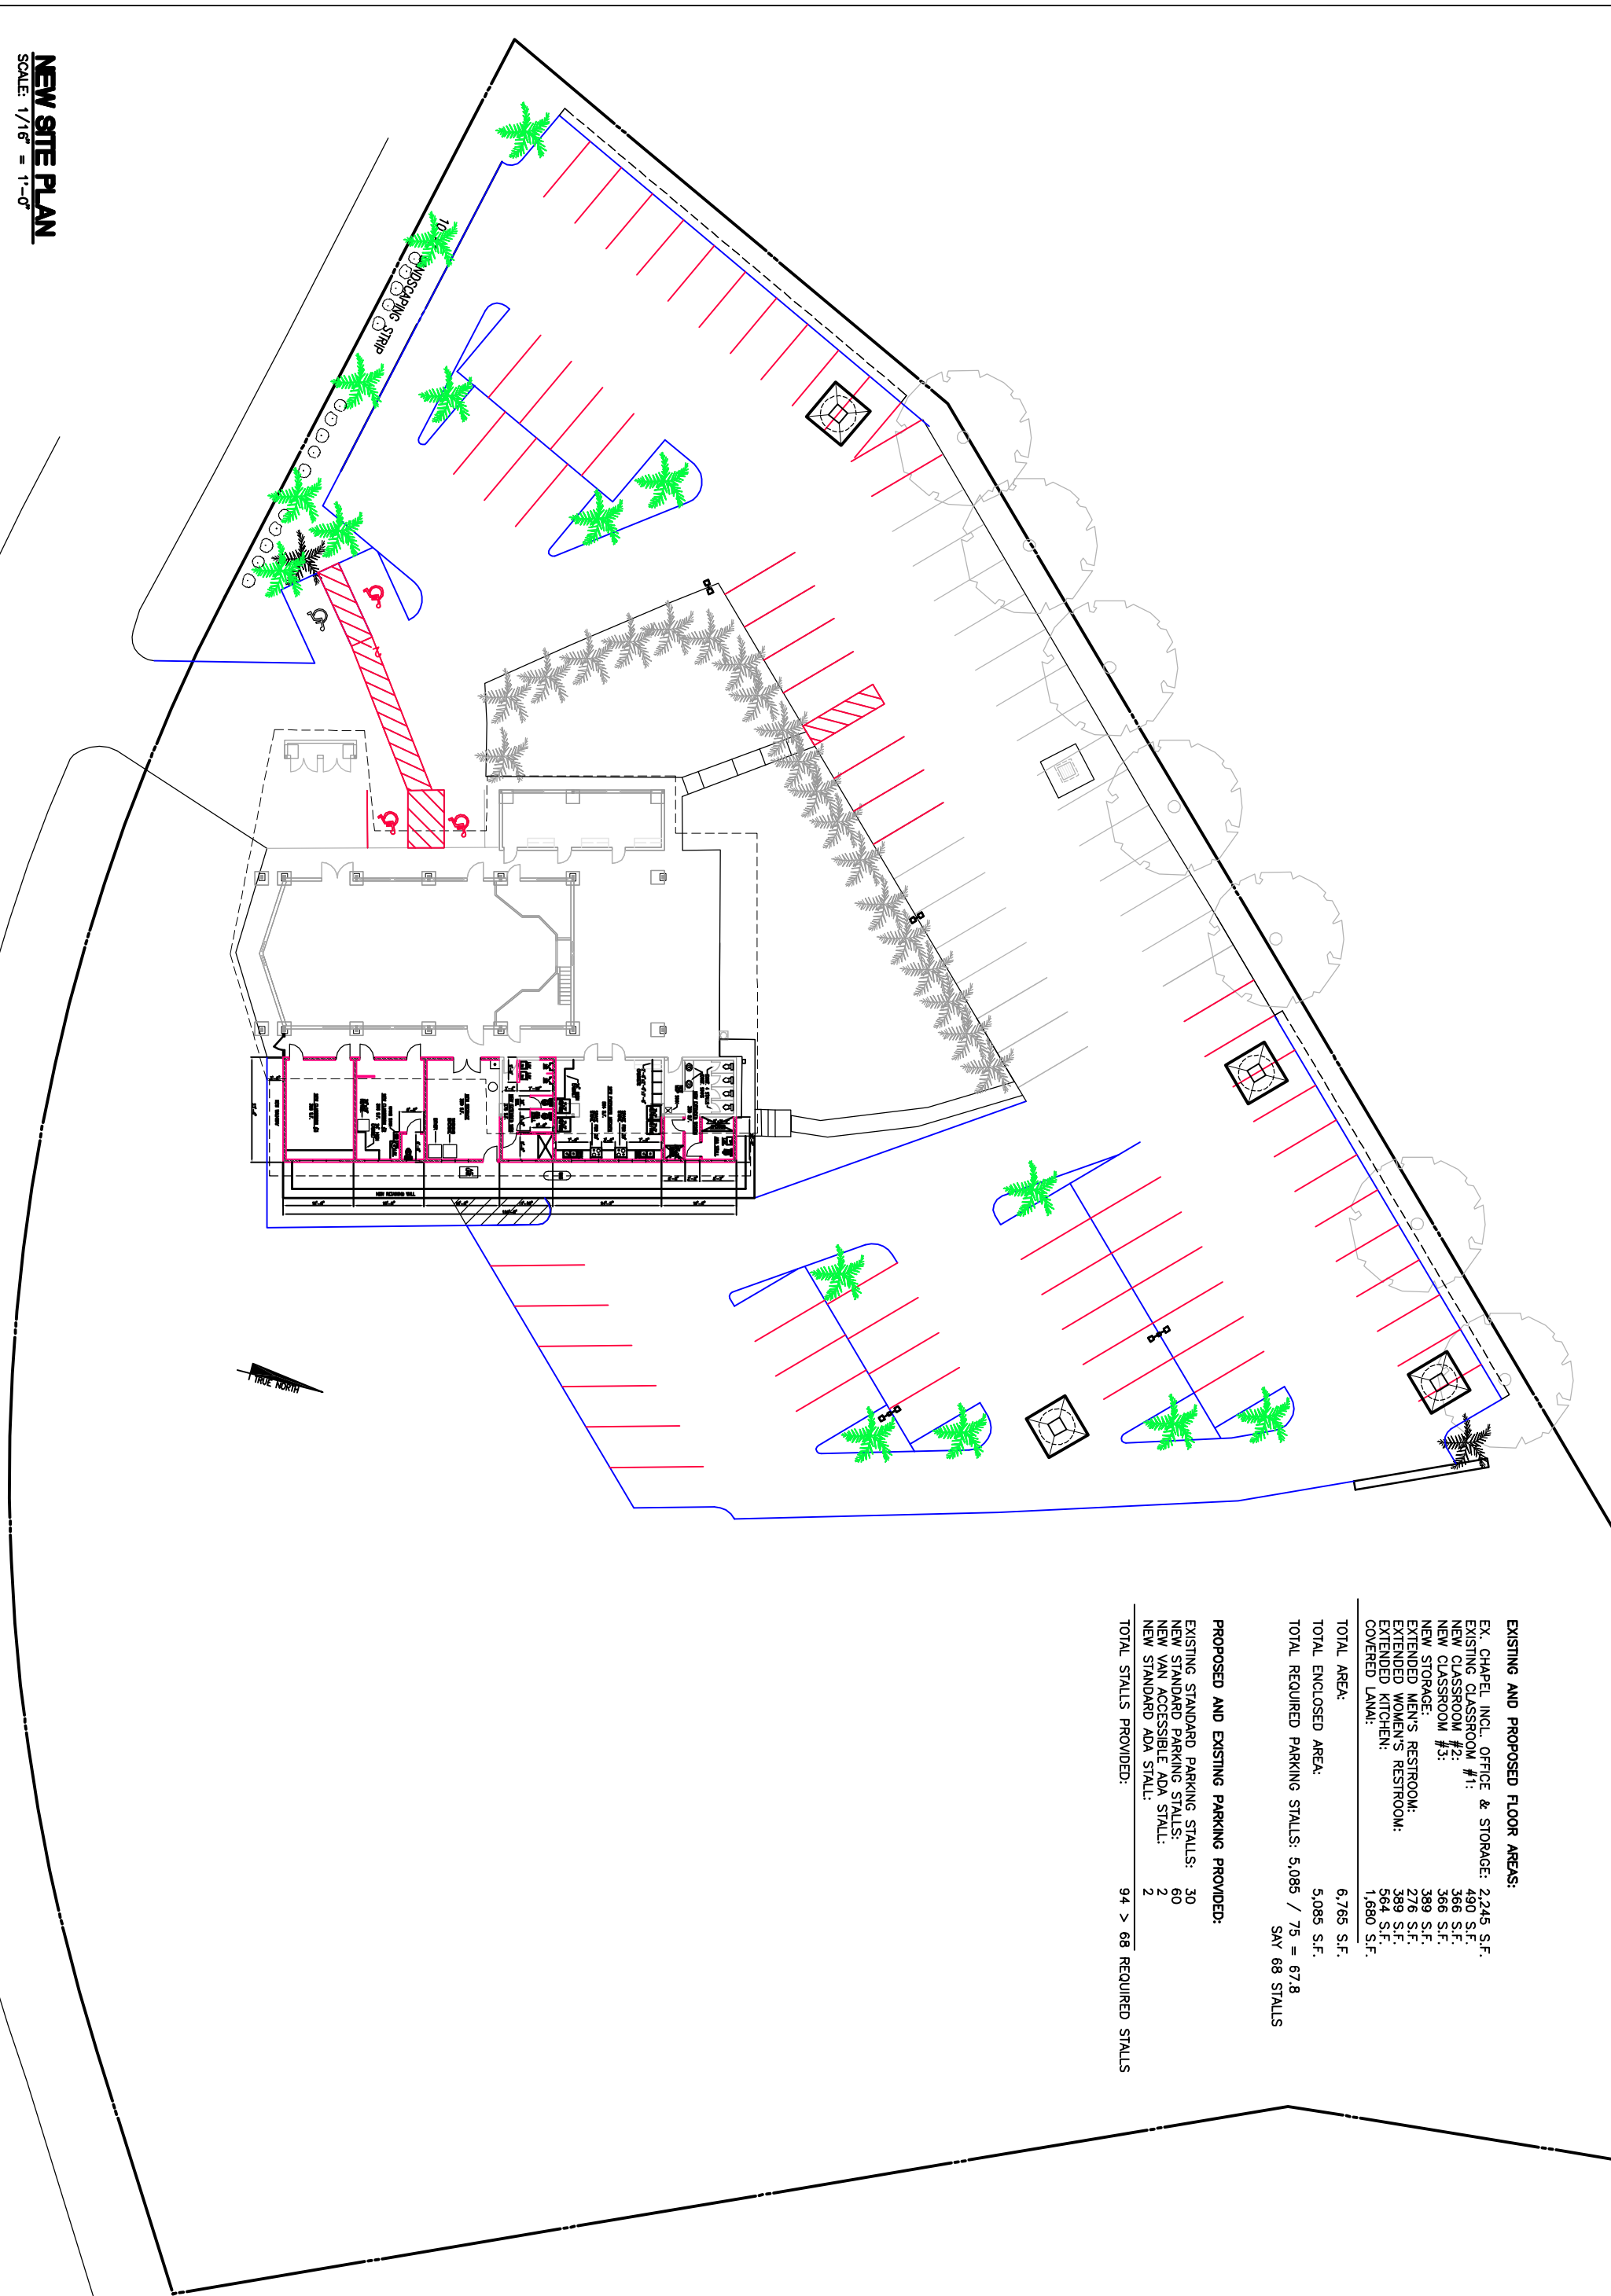 NEW SITE PLAN
SCALE: 1/16" = 1'-0"
LANDSCAPING STRIP
TRUE NORTH
NEW RETAINING WALL
EXISTING AND PROPOSED FLOOR AREAS:
EX. CHAPEL INCL. OFFICE & STORAGE: 2,245 S.F.
EXISTING CLASSROOM #1: 490 S.F.
NEW CLASSROOM #2: 366 S.F.
NEW CLASSROOM #3: 366 S.F.
NEW STORAGE: 389 S.F.
EXTENDED MEN'S RESTROOM: 276 S.F.
EXTENDED WOMEN'S RESTROOM: 389 S.F.
EXTENDED KITCHEN: 564 S.F.
COVERED LANAI: 1,680 S.F.
TOTAL AREA: 6,765 S.F.
TOTAL ENCLOSED AREA: 5,085 S.F.
TOTAL REQUIRED PARKING STALLS: 5,085 / 75 = 67.8
SAY 68 STALLS
PROPOSED AND EXISTING PARKING PROVIDED:
EXISTING STANDARD PARKING STALLS: 30
NEW STANDARD PARKING STALLS: 60
NEW VAN ACCESSIBLE ADA STALL: 2
NEW STANDARD ADA STALL: 2
TOTAL STALLS PROVIDED: 94 > 68 REQUIRED STALLS